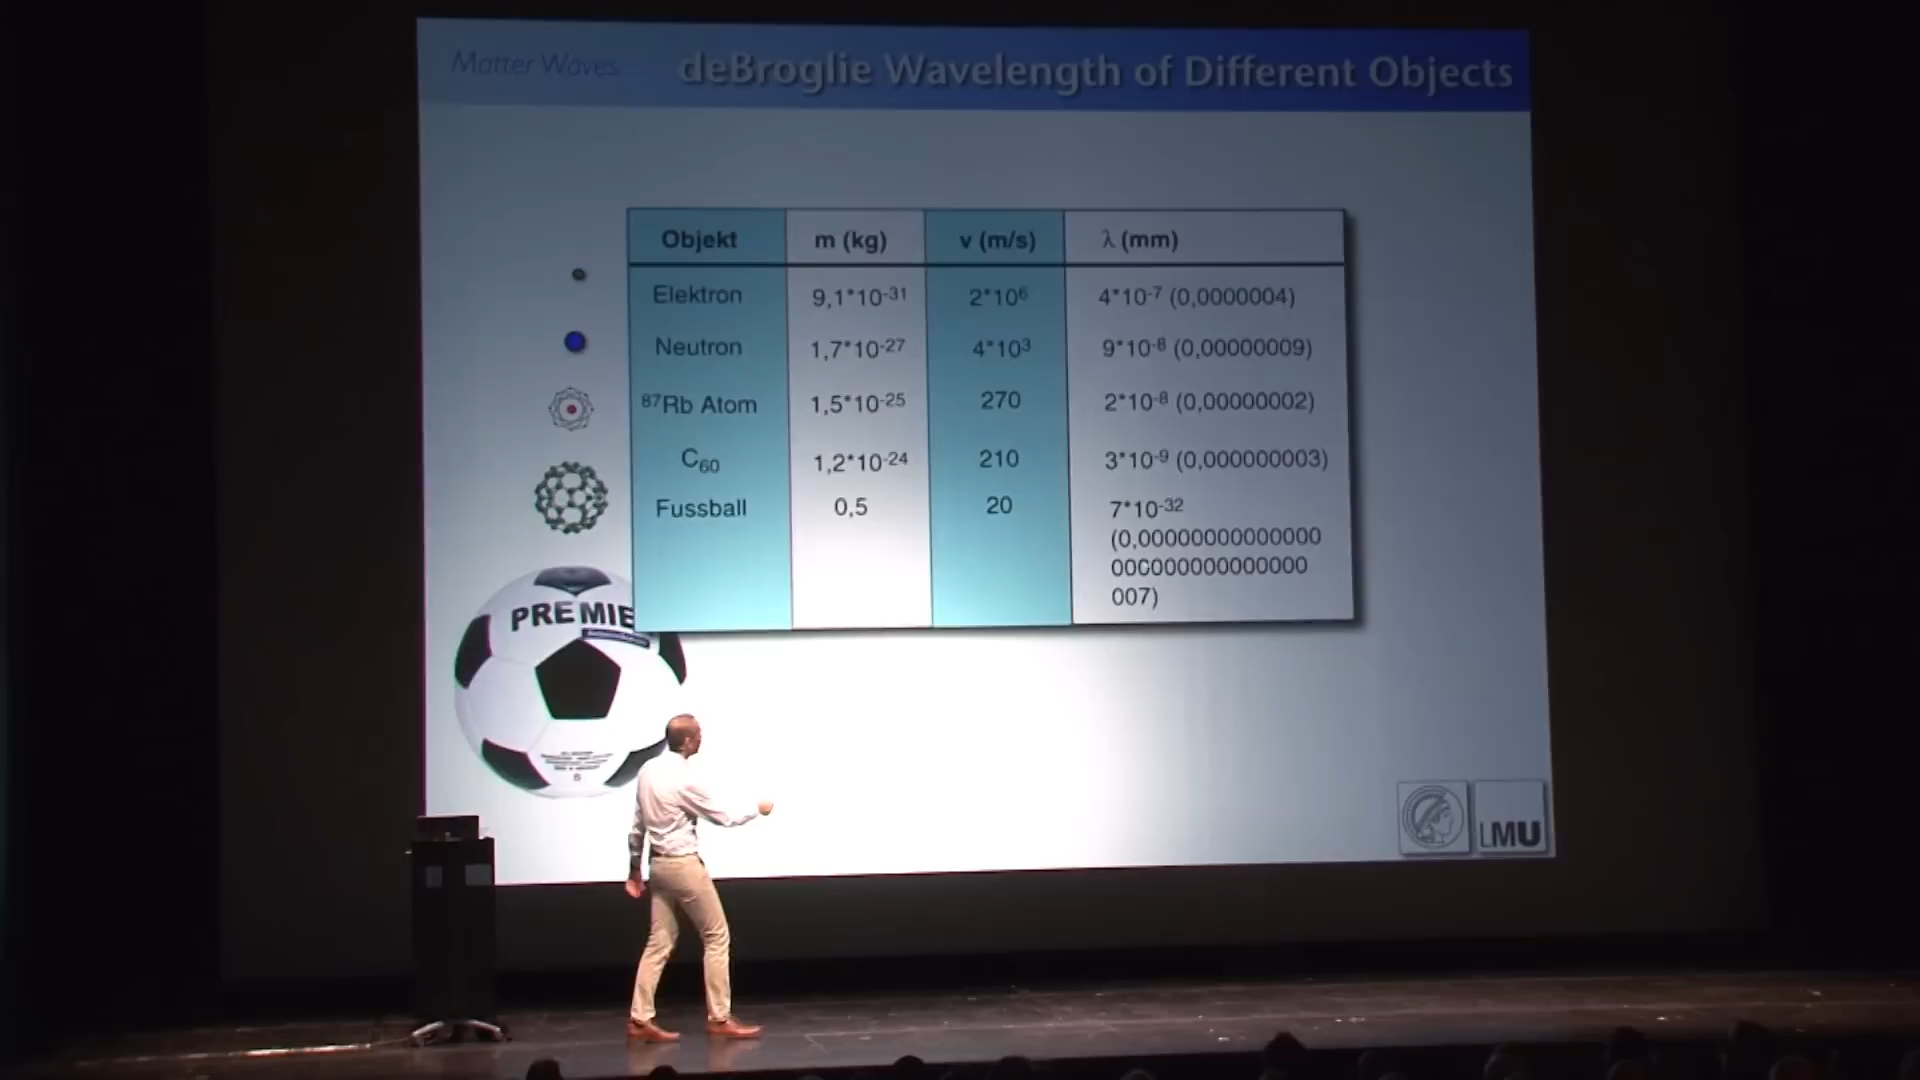 Matter Waves
deBroglie Wavelength of Different Objects
Objekt m (kg) v (m/s) λ (mm)
Elektron 9,1*10⁻³¹ 2*10⁶ 4*10⁻⁷ (0,0000004)
Neutron 1,7*10⁻²⁷ 4*10³ 9*10⁻⁸ (0,00000009)
⁸⁷Rb Atom 1,5*10⁻²⁵ 270 2*10⁻⁸ (0,00000002)
C₆₀ 1,2*10⁻²⁴ 210 3*10⁻⁹ (0,000000003)
Fussball 0,5 20 7*10⁻³²
(0,00000000000000
000000000000000
007)
PREMIE
6
LMU